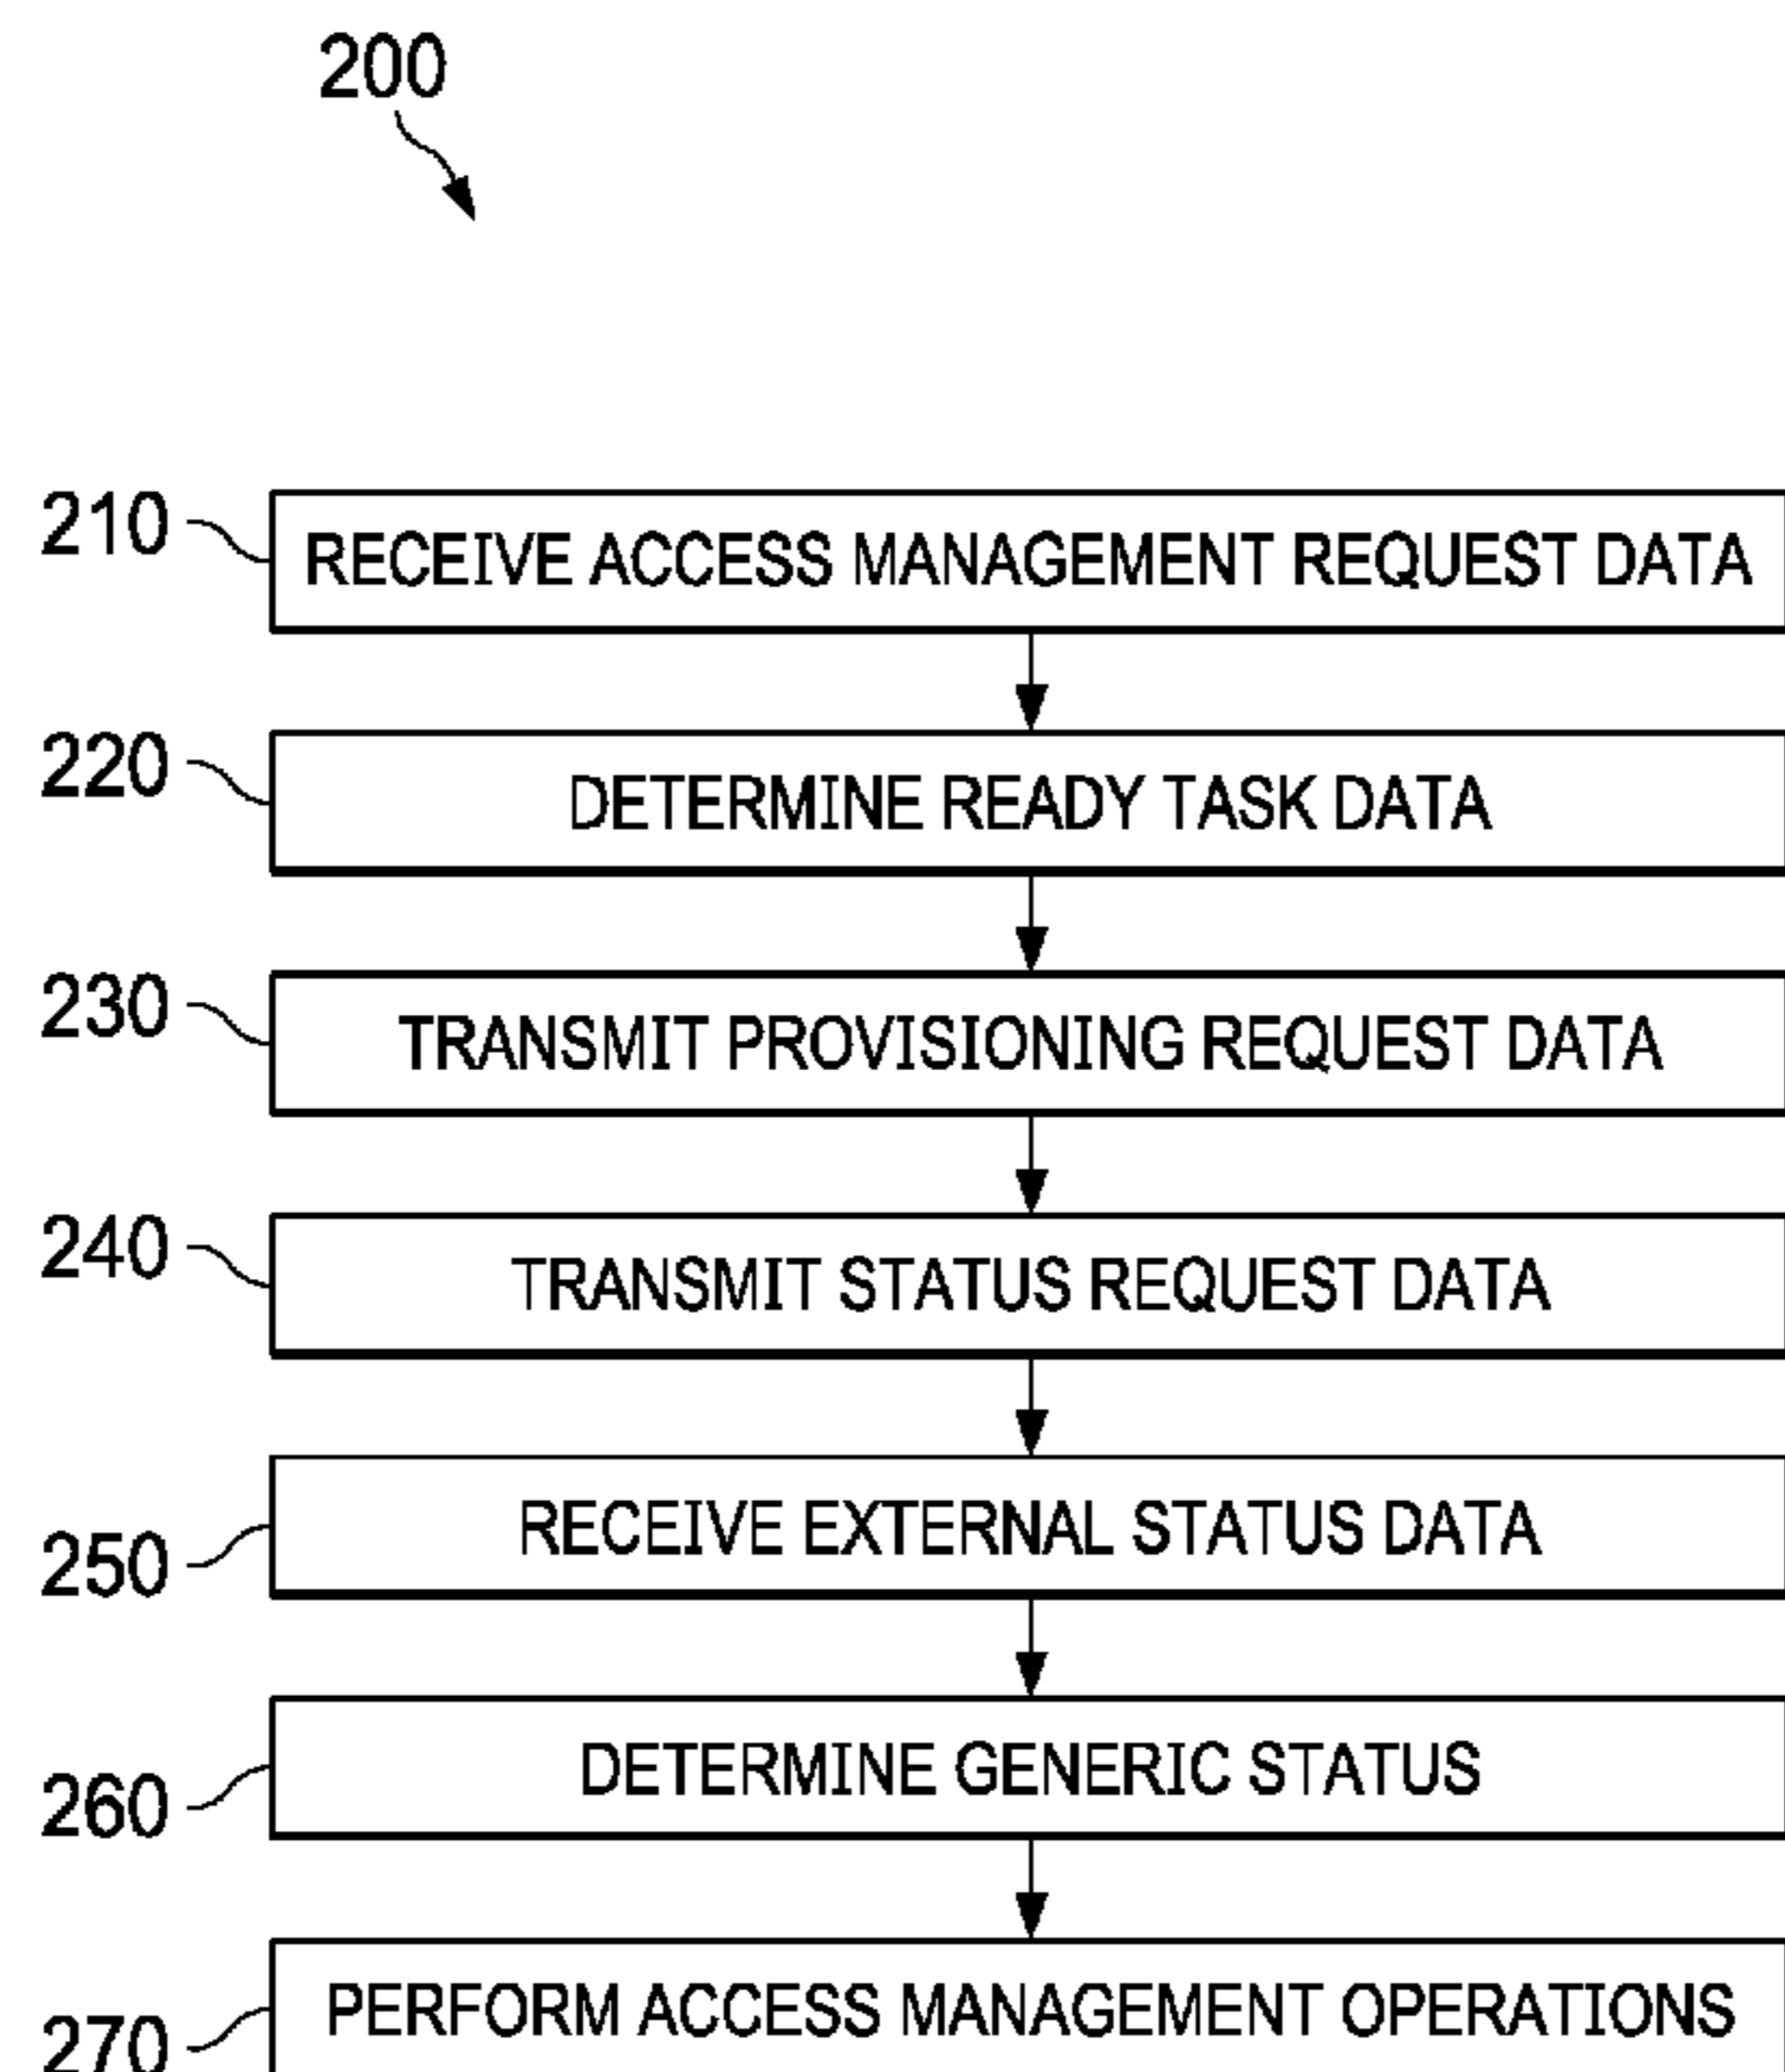 200
210 RECEIVE ACCESS MANAGEMENT REQUEST DATA
220 DETERMINE READY TASK DATA
230 TRANSMIT PROVISIONING REQUEST DATA
240 TRANSMIT STATUS REQUEST DATA
250 RECEIVE EXTERNAL STATUS DATA
260 DETERMINE GENERIC STATUS
270 PERFORM ACCESS MANAGEMENT OPERATIONS